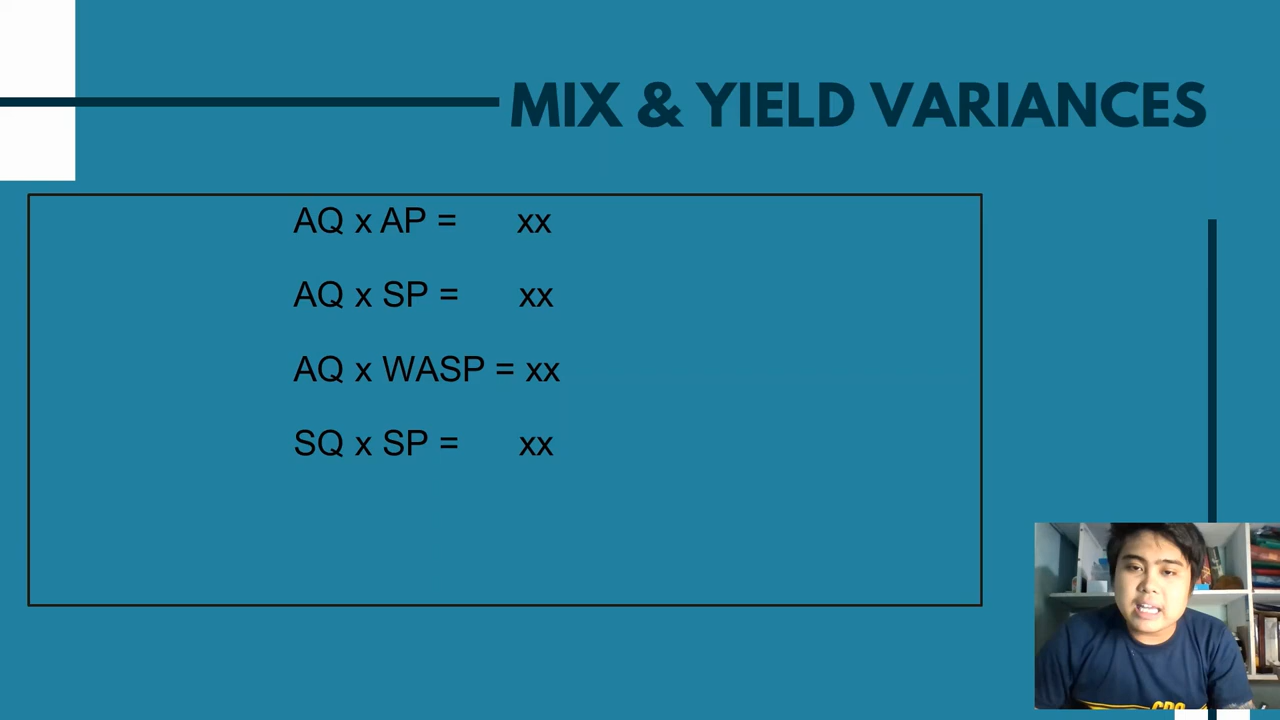 MIX & YIELD VARIANCES
AQ x AP = xx
AQ x SP = xx
AQ x WASP = xx
SQ x SP = xx